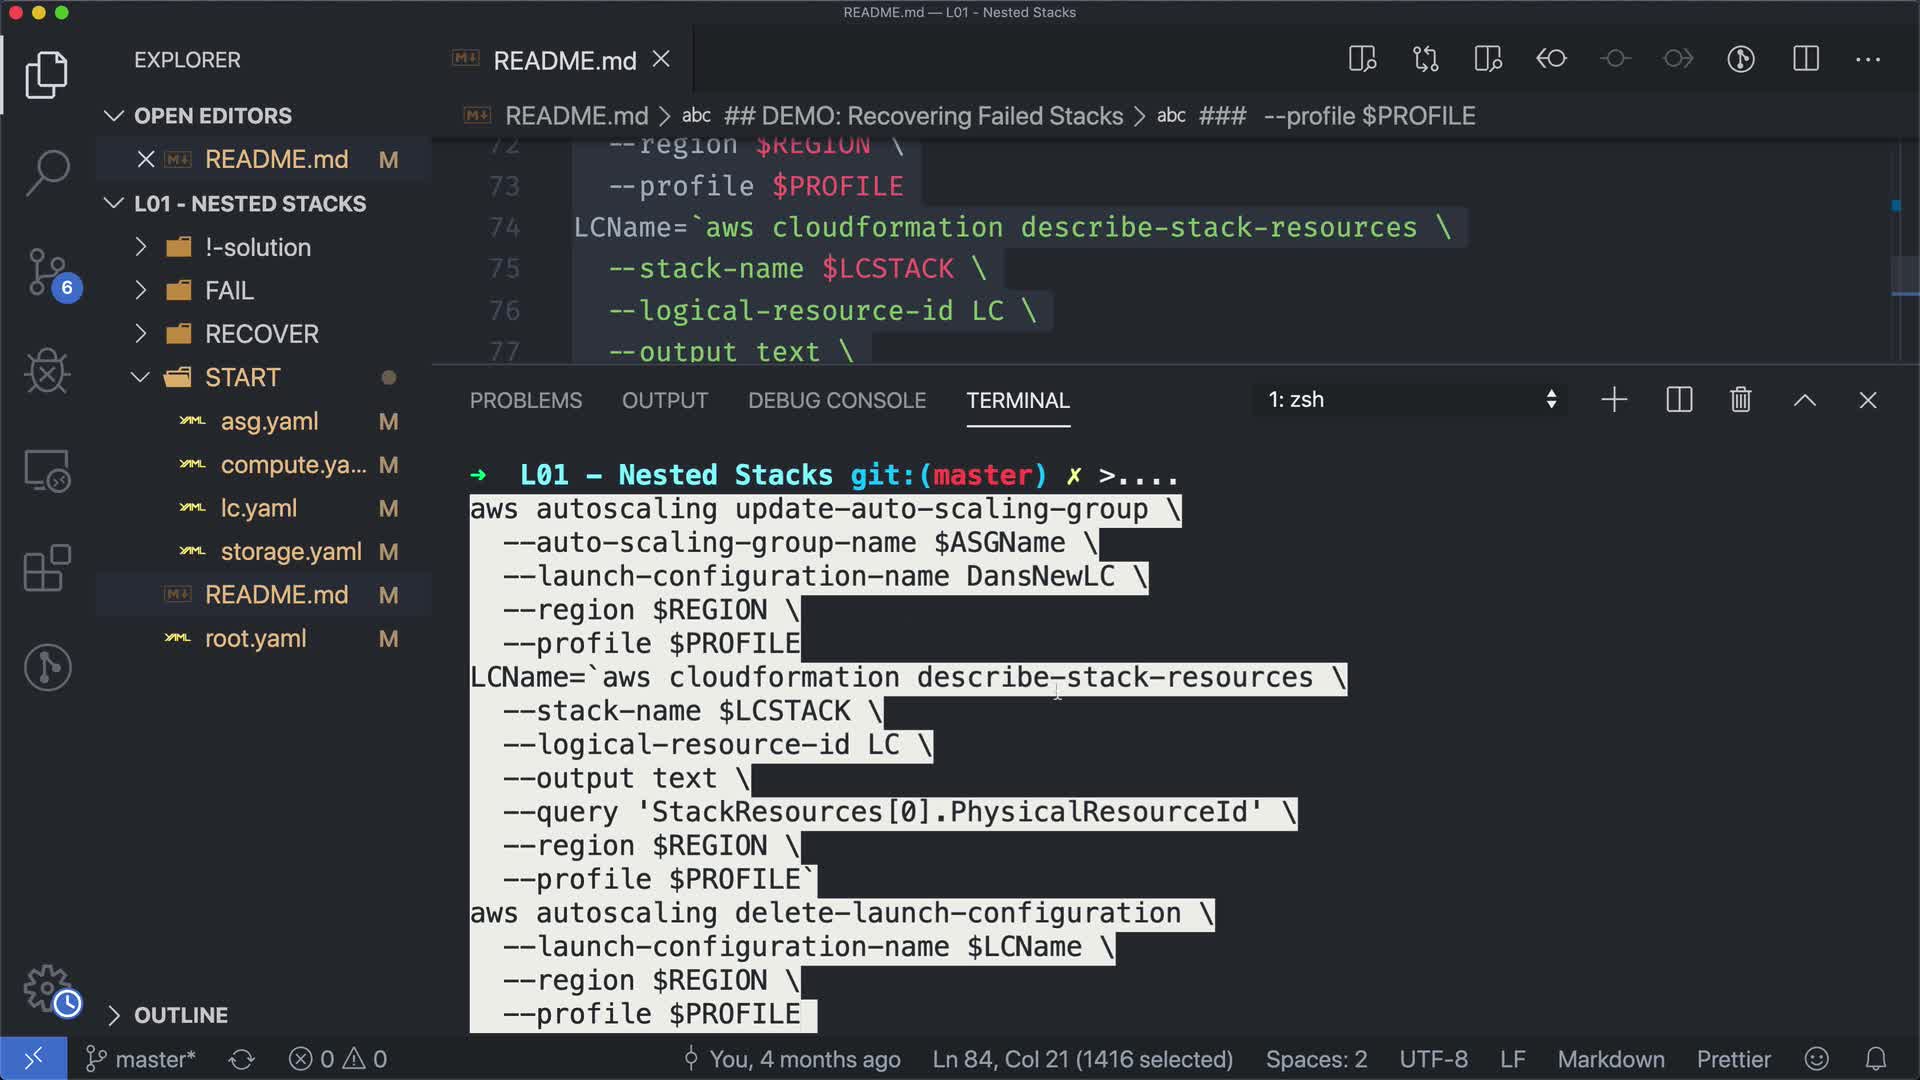 README.md — L01 - Nested Stacks
EXPLORER
OPEN EDITORS
README.md M
L01 - NESTED STACKS
!-solution
FAIL
RECOVER
START
asg.yaml M
compute.ya... M
lc.yaml M
storage.yaml M
README.md M
root.yaml M
OUTLINE
6
README.md
README.md > abc ## DEMO: Recovering Failed Stacks > abc ### --profile $PROFILE
72 --region $REGION \
73 --profile $PROFILE
74 LCName=`aws cloudformation describe-stack-resources \
75 --stack-name $LCSTACK \
76 --logical-resource-id LC \
77 --output text \
PROBLEMS OUTPUT DEBUG CONSOLE TERMINAL 1: zsh
➜ L01 - Nested Stacks git:(master) ✗ >....
aws autoscaling update-auto-scaling-group \
--auto-scaling-group-name $ASGName \
--launch-configuration-name DansNewLC \
--region $REGION \
--profile $PROFILE
LCName=`aws cloudformation describe-stack-resources \
--stack-name $LCSTACK \
--logical-resource-id LC \
--output text \
--query 'StackResources[0].PhysicalResourceId' \
--region $REGION \
--profile $PROFILE`
aws autoscaling delete-launch-configuration \
--launch-configuration-name $LCName \
--region $REGION \
--profile $PROFILE
master* 0 0 You, 4 months ago Ln 84, Col 21 (1416 selected) Spaces: 2 UTF-8 LF Markdown Prettier